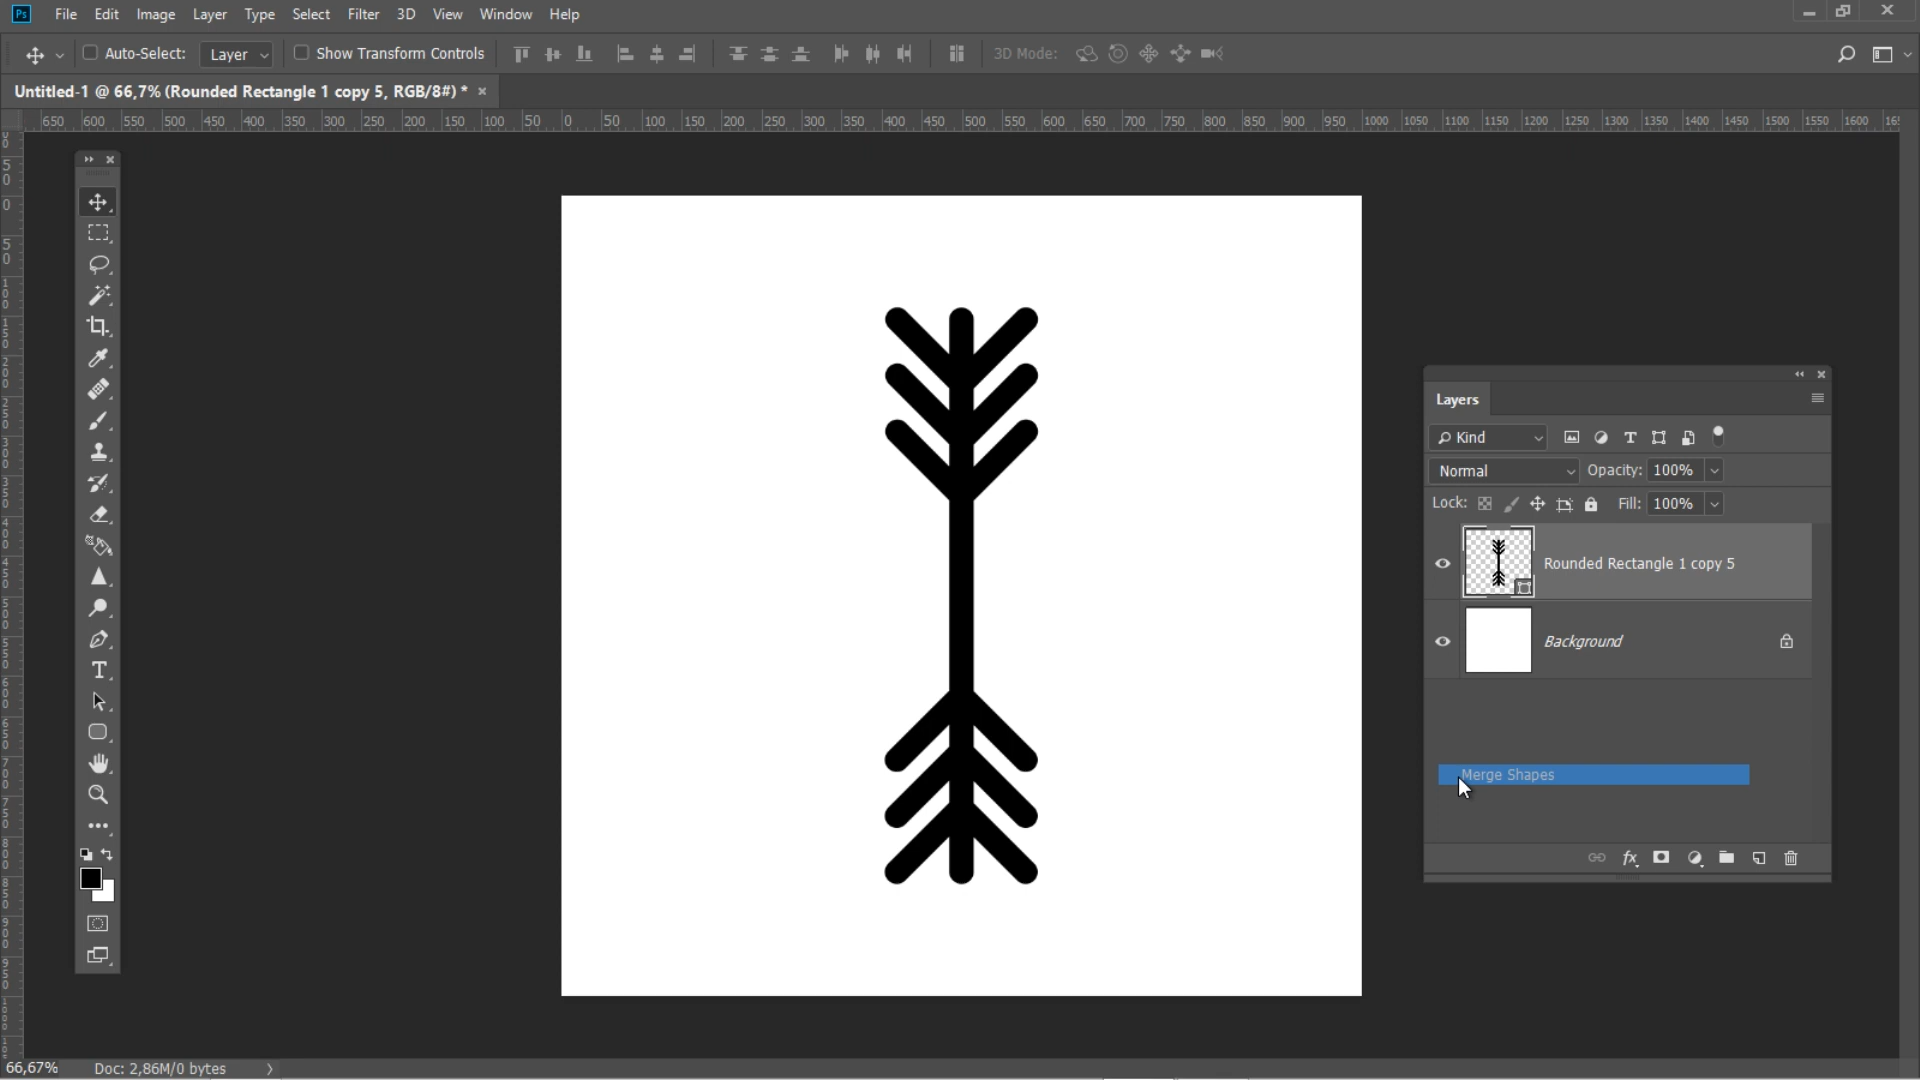 Ps File Edit Image Layer Type Select Filter 3D View Window Help
Auto-Select: Layer Show Transform Controls 3D Mode:
Untitled-1 @ 66,7% (Rounded Rectangle 1 copy 5, RGB/8#) *
650 600 550 500 450 400 350 300 250 200 150 100 50 0 50 100 150 200 250 300 350 400 450 500 550 600 650 700 750 800 850 900 950 1000 1050 1100 1150 1200 1250 1300 1350 1400 1450 1500 1550 1600
Layers
Kind
Normal Opacity: 100%
Lock: Fill: 100%
Rounded Rectangle 1 copy 5
Background
Merge Shapes
fx
66,67% Doc: 2,86M/0 bytes